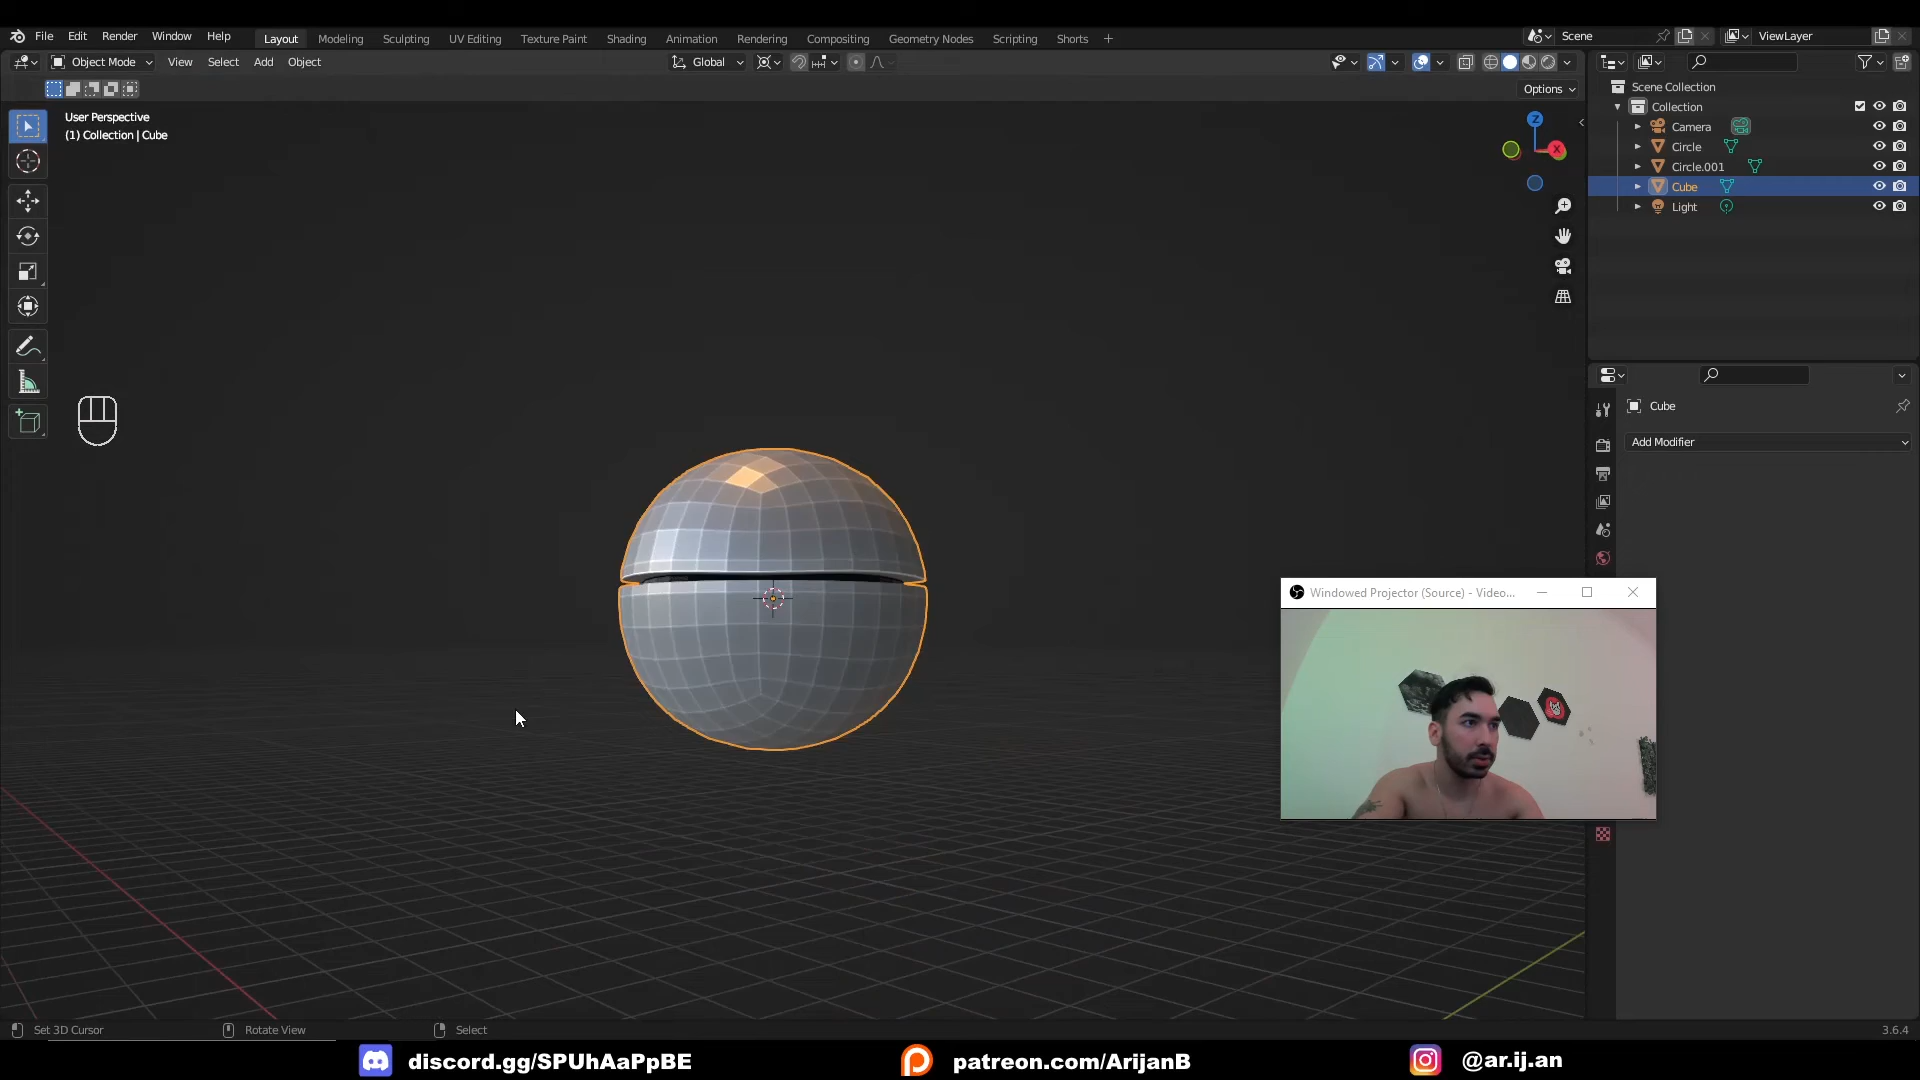 File Edit Render Window Help Layout Modeling Sculpting UV Editing Texture Paint Shading Animation Rendering Compositing Geometry Nodes Scripting Shorts + Scene ViewLayer
Object Mode View Select Add Object Global
Options
User Perspective
(1) Collection | Cube
Z
X
Scene Collection
Collection
Camera
Circle
Circle.001
Cube
Light
Cube
Add Modifier
Windowed Projector (Source) - Video...
Set 3D Cursor Rotate View Select 3.6.4
discord.gg/SPUhAaPpBE patreon.com/ArijanB @ar.ij.an